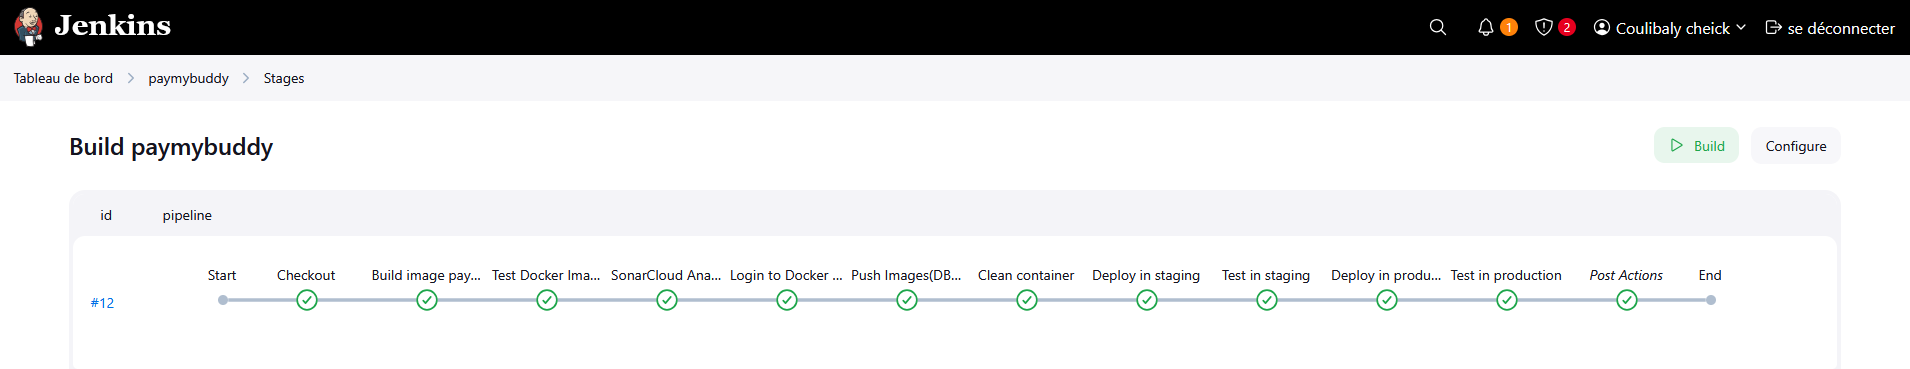 Jenkins
1
2
Coulibaly cheick
se déconnecter
Tableau de bord
paymybuddy
Stages
Build paymybuddy
Build
Configure
id
pipeline
Start
Checkout
Build image pay...
Test Docker Ima...
SonarCloud Ana...
Login to Docker ...
Push Images(DB...
Clean container
Deploy in staging
Test in staging
Deploy in produ...
Test in production
Post Actions
End
#12